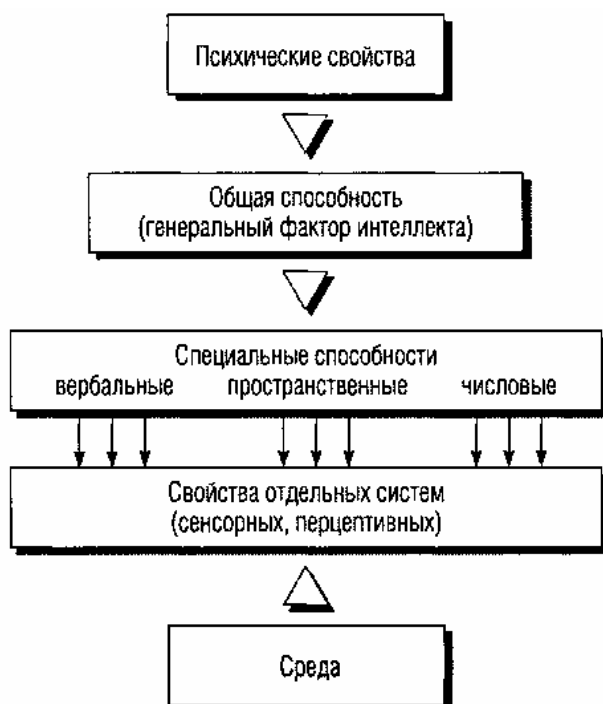 Психические свойства
Общая способность
(генеральный фактор интеллекта)
Специальные способности
вербальные пространственные числовые
Свойства отдельных систем
(сенсорных, перцептивных)
Среда